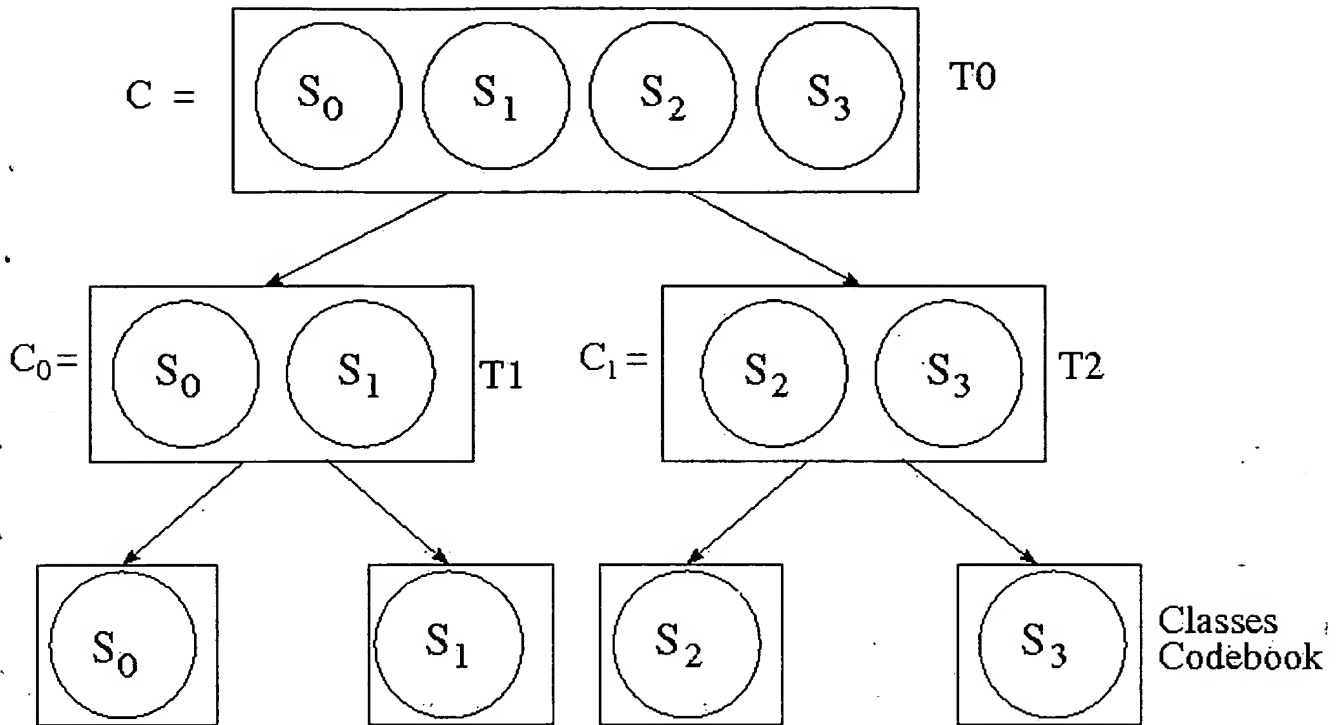 C = S₀ S₁ S₂ S₃ T0
C₀= S₀ S₁ T1 C₁= S₂ S₃ T2
S₀ S₁ S₂ S₃ Classes
Codebook